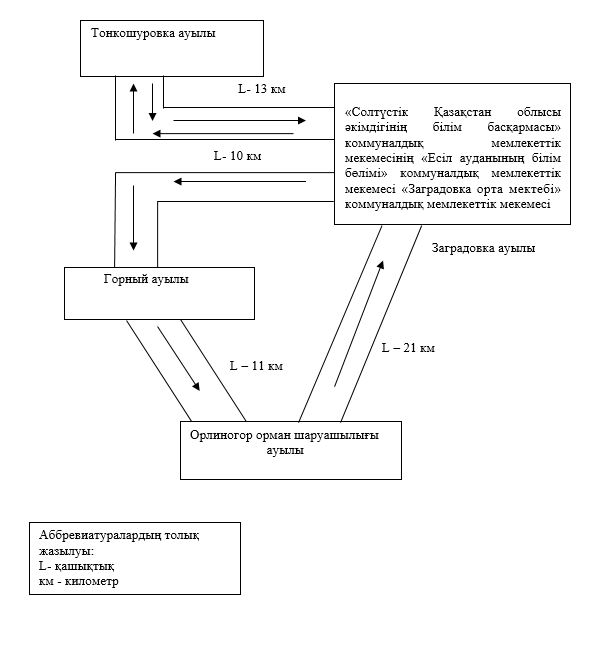 Тонкошуровка ауылы
L- 13 км
«Солтүстік Қазақстан облысы
әкімдігінің білім басқармасы»
коммуналдық мемлекеттік
мекемесінің «Есіл ауданының білім
бөлімі» коммуналдық мемлекеттік
мекемесі «Заградовка орта мектебі»
коммуналдық мемлекеттік мекемесі
L- 10 км
Заградовка ауылы
Горный ауылы
L – 21 км
L – 11 км
Орлиногор орман шаруашылығы
ауылы
Аббревиатуралардың толық
жазылуы:
L- қашықтық
км - километр